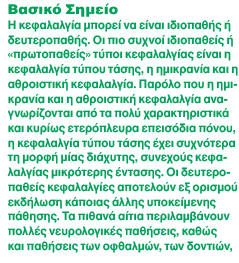 Βασικό Σημείο
Η κεφαλαλγία μπορεί να είναι ιδιοπαθής ή
δευτεροπαθής. Οι πιο συχνοί ιδιοπαθείς ή
«πρωτοπαθείς» τύποι κεφαλαλγίας είναι η
κεφαλαλγία τύπου τάσης, η ημικρανία και η
αθροιστική κεφαλαλγία. Παρόλο που η ημι-
κρανία και η αθροιστική κεφαλαλγία ανα-
γνωρίζονται από τα πολύ χαρακτηριστικά
και κυρίως ετερόπλευρα επεισόδια πόνου,
η κεφαλαλγία τύπου τάσης έχει συχνότερα
τη μορφή μίας διάχυτης, συνεχούς κεφα-
λαλγίας μικρότερης έντασης. Οι δευτερο-
παθείς κεφαλαλγίες αποτελούν εξ ορισμού
εκδήλωση κάποιας άλλης υποκείμενης
πάθησης. Τα πιθανά αίτια περιλαμβάνουν
πολλές νευρολογικές παθήσεις, καθώς
και παθήσεις των οφθαλμών, των δοντιών,